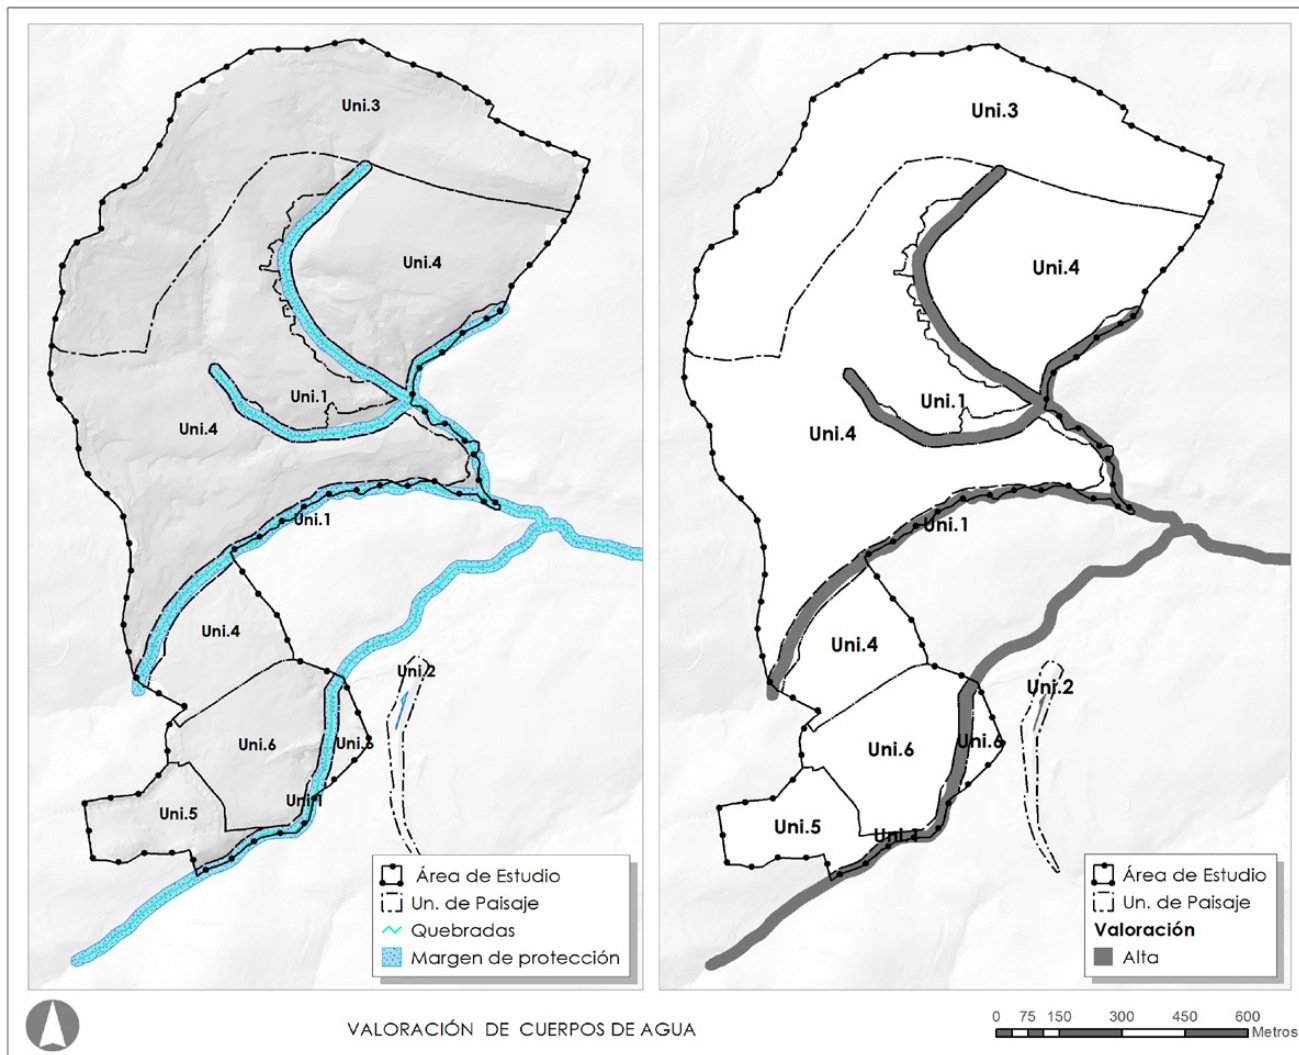 Uni.3
Uni.4
Uni.1
Uni.4
Uni.1
Uni.4
Uni.2
Uni.6
Uni.5
Área de Estudio
Un. de Paisaje
Quebradas
Margen de protección
Uni.3
Uni.4
Uni.1
Uni.4
Uni.1
Uni.4
Uni.2
Uni.6
Uni.6
Uni.5
Área de Estudio
Un. de Paisaje
Valoración
Alta
VALORACIÓN DE CUERPOS DE AGUA
0 75 150 300 450 600
Metros